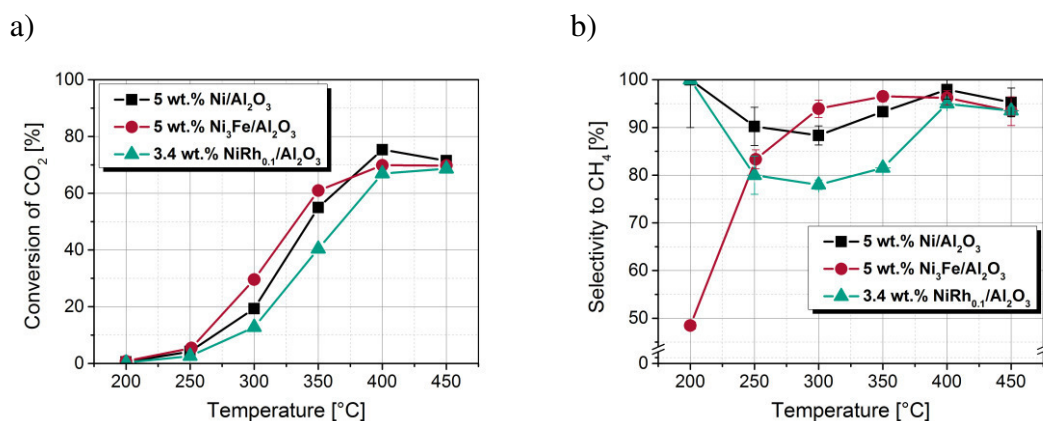 a)
b)
100
80
60
40
20
0
Conversion of CO₂ [%]
5 wt.% Ni/Al₂O₃
5 wt.% Ni₃Fe/Al₂O₃
3.4 wt.% NiRh₀.₁/Al₂O₃
200 250 300 350 400 450
Temperature [°C]
100
90
80
70
60
50
0
Selectivity to CH₄ [%]
5 wt.% Ni/Al₂O₃
5 wt.% Ni₃Fe/Al₂O₃
3.4 wt.% NiRh₀.₁/Al₂O₃
200 250 300 350 400 450
Temperature [°C]